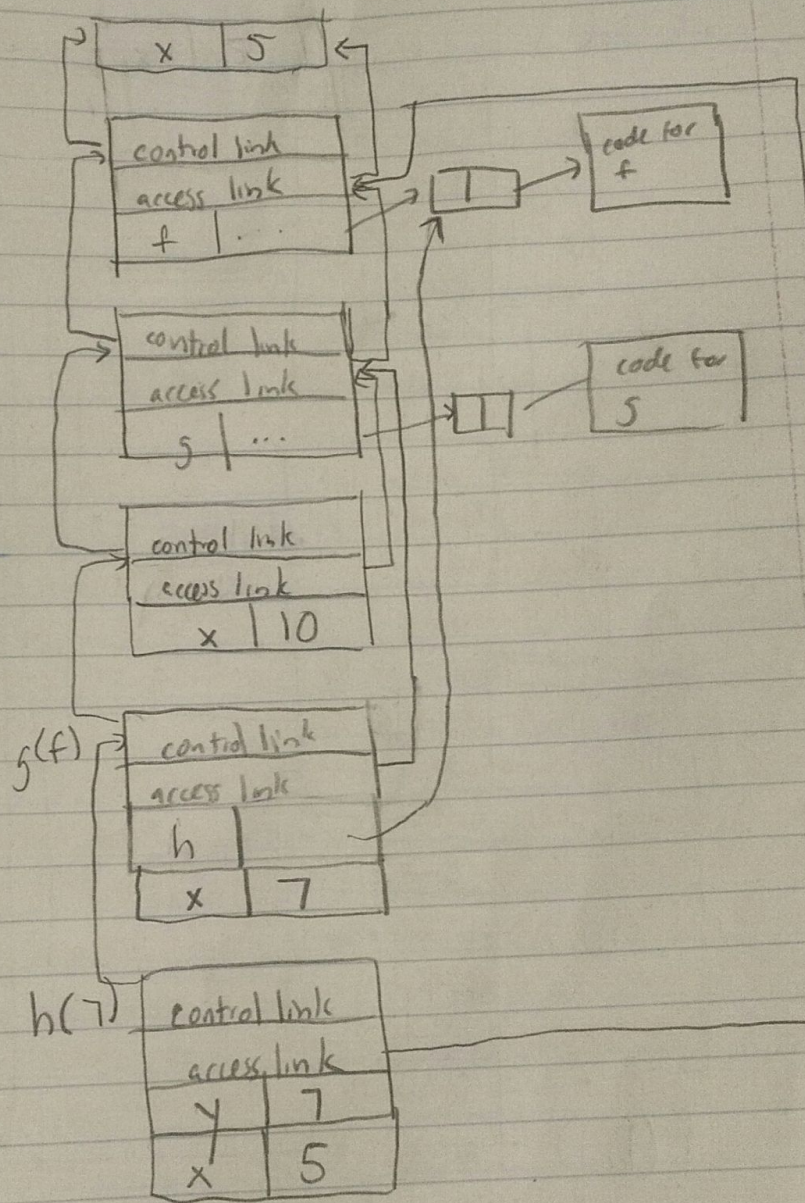 x 5
control link
access link
f ..
code for
f
control link
access link
g ...
code for
g
control link
access link
x 10
g(f)
control link
access link
h
x 7
h(7)
control link
access link
y 7
x 5